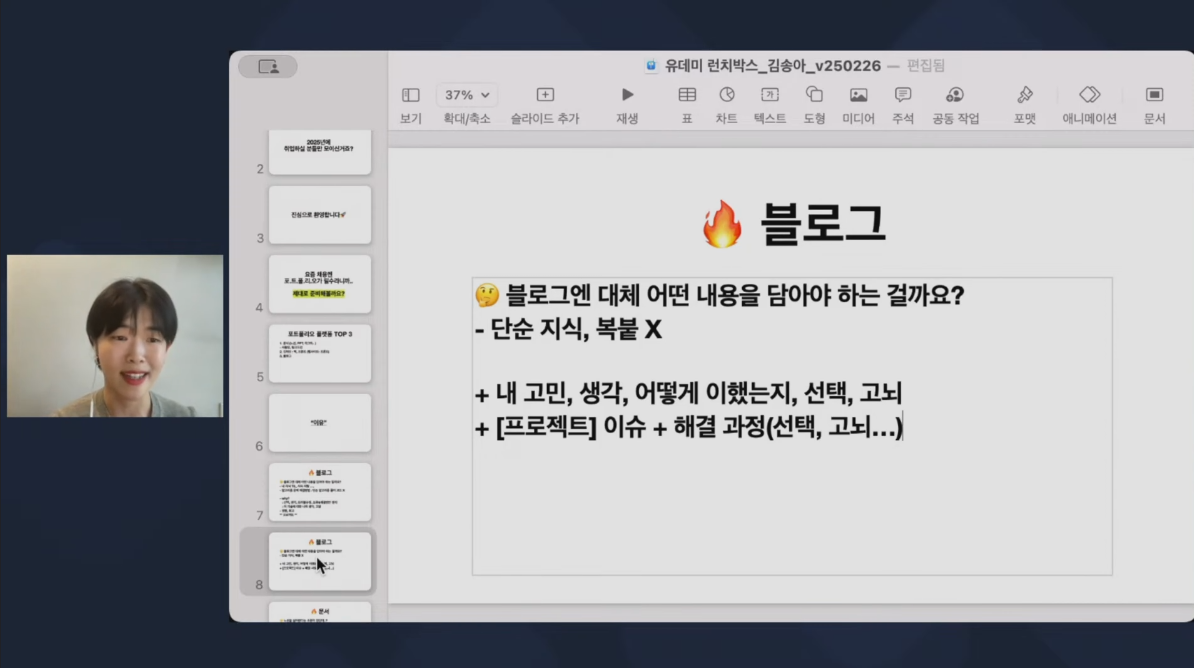 유데미 런치박스_김송아_v250226 — 편집됨
37%
보기 확대/축소 슬라이드 추가 재생 표 차트 텍스트 도형 미디어 주석 공동 작업 포맷 애니메이션 문서
2025년에
취업하실 분들만 모이신거죠?
2
진심으로 환영합니다🚀
3
요즘 채용엔
포.트.폴.리.오가 필수라니까..
제대로 준비해볼까요?
4
포트폴리오 플랫폼 TOP 3
5
6
🔥 블로그
7
🔥 블로그
8
🔥 문서
🔥 블로그
🤔 블로그엔 대체 어떤 내용을 담아야 하는 걸까요?
- 단순 지식, 복붙 X
+ 내 고민, 생각, 어떻게 이했는지, 선택, 고뇌
+ [프로젝트] 이슈 + 해결 과정(선택, 고뇌...)